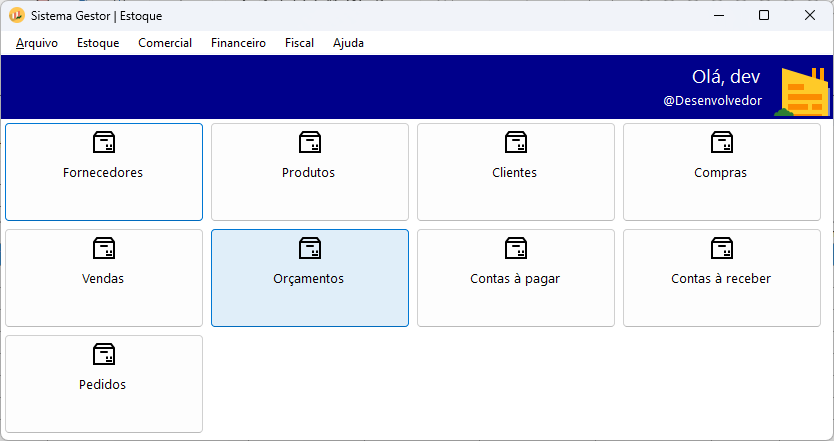 Sistema Gestor | Estoque
Arquivo Estoque Comercial Financeiro Fiscal Ajuda
Olá, dev
@Desenvolvedor
Fornecedores Produtos Clientes Compras
Vendas Orçamentos Contas à pagar Contas à receber
Pedidos